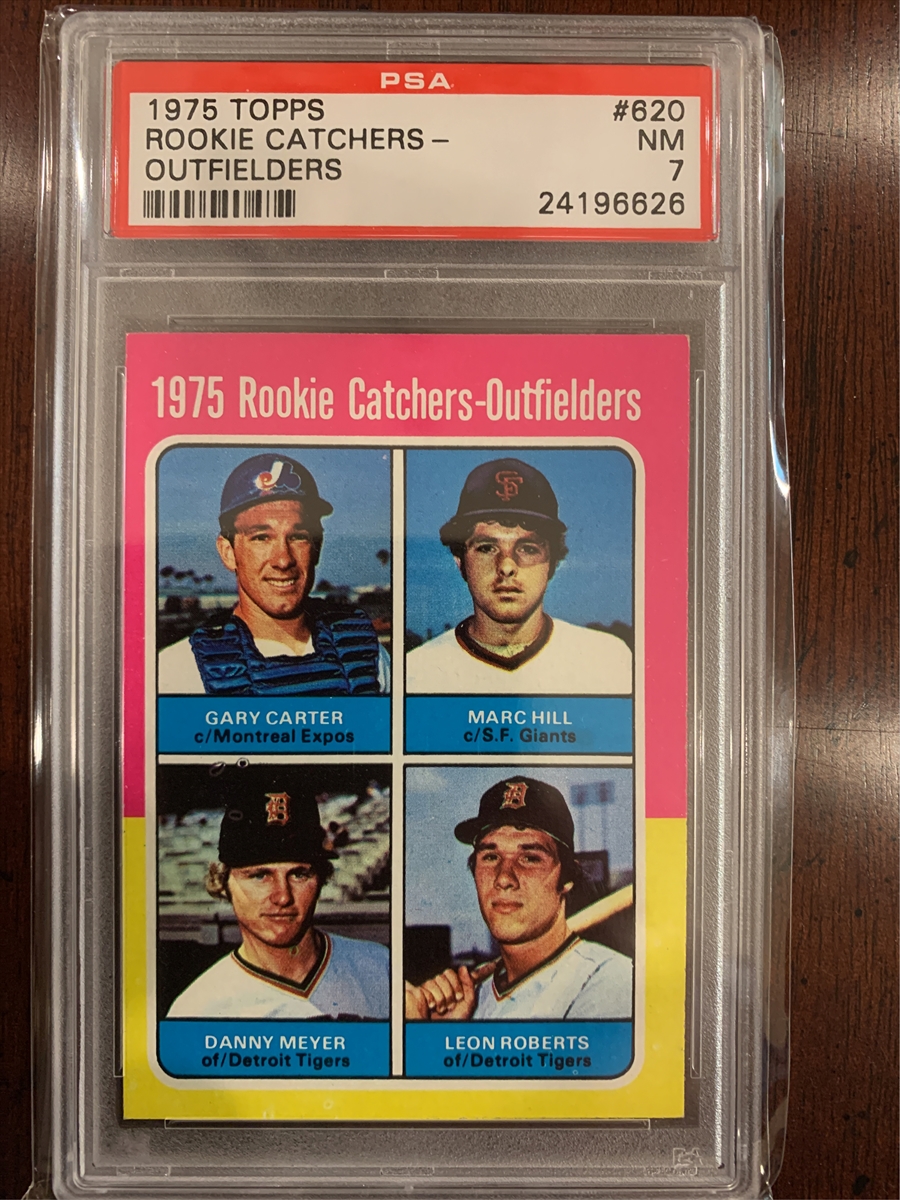 PSA
1975 TOPPS #620
ROOKIE CATCHERS – NM
OUTFIELDERS 7
24196626
1975 Rookie Catchers-Outfielders
GARY CARTER
c/Montreal Expos
MARC HILL
c/S.F. Giants
DANNY MEYER
of/Detroit Tigers
LEON ROBERTS
of/Detroit Tigers